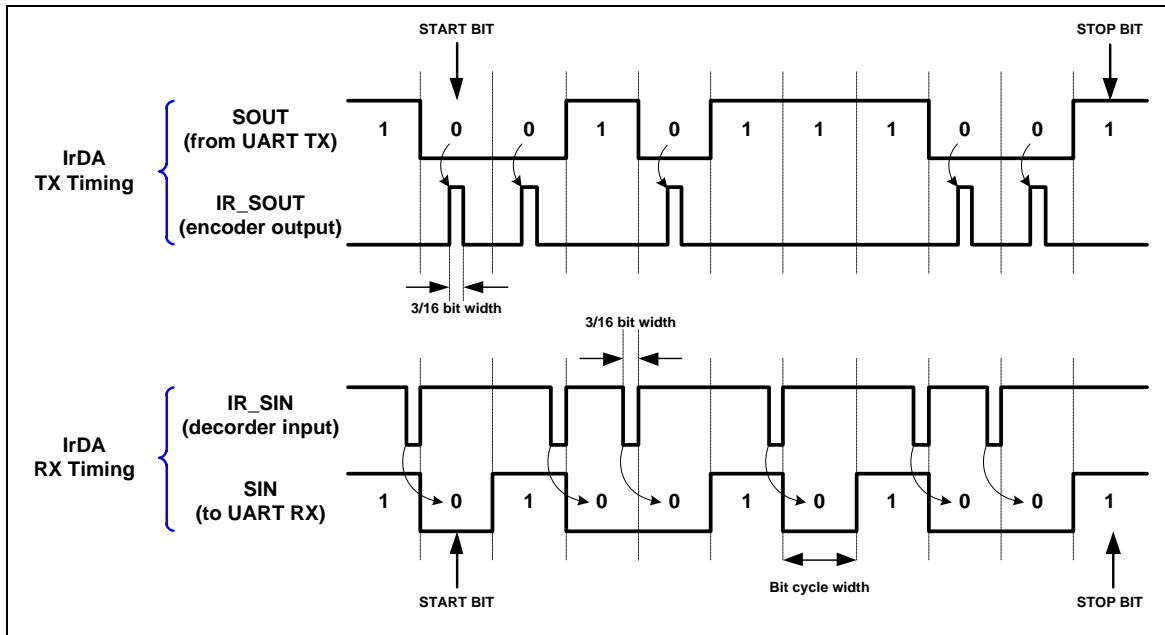 START BIT
STOP BIT
SOUT
(from UART TX)
1 0 0 1 0 1 1 1 0 0 1
IrDA
TX Timing
IR_SOUT
(encoder output)
3/16 bit width
3/16 bit width
IR_SIN
(decorder input)
IrDA
RX Timing
SIN
(to UART RX)
1 0 1 0 0 1 0 1 0 0 1
Bit cycle width
START BIT
STOP BIT